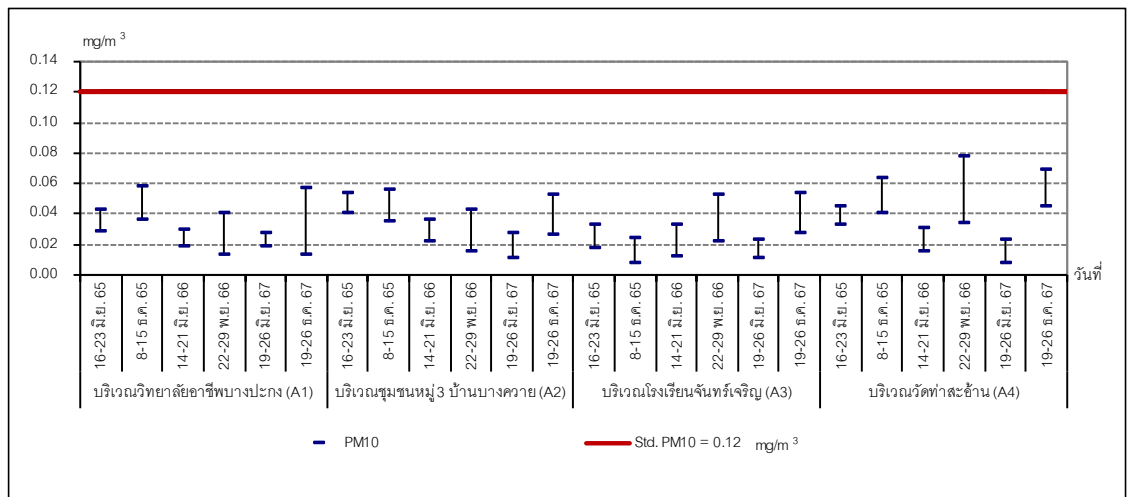 mg/m 3
0.14
0.12
0.10
0.08
0.06
0.04
0.02
0.00
วันที่
16-23 มิ.ย. 65
8-15 ธ.ค. 65
14-21 มิ.ย. 66
22-29 พ.ย. 66
19-26 มิ.ย. 67
19-26 ธ.ค. 67
16-23 มิ.ย. 65
8-15 ธ.ค. 65
14-21 มิ.ย. 66
22-29 พ.ย. 66
19-26 มิ.ย. 67
19-26 ธ.ค. 67
16-23 มิ.ย. 65
8-15 ธ.ค. 65
14-21 มิ.ย. 66
22-29 พ.ย. 66
19-26 มิ.ย. 67
19-26 ธ.ค. 67
16-23 มิ.ย. 65
8-15 ธ.ค. 65
14-21 มิ.ย. 66
22-29 พ.ย. 66
19-26 มิ.ย. 67
19-26 ธ.ค. 67
บริเวณวิทยาลัยอาชีพบางปะกง (A1)
บริเวณชุมชนหมู่ 3 บ้านบางควาย (A2)
บริเวณโรงเรียนจันทร์เจริญ (A3)
บริเวณวัดท่าสะอ้าน (A4)
PM10
Std. PM10 = 0.12 mg/m 3